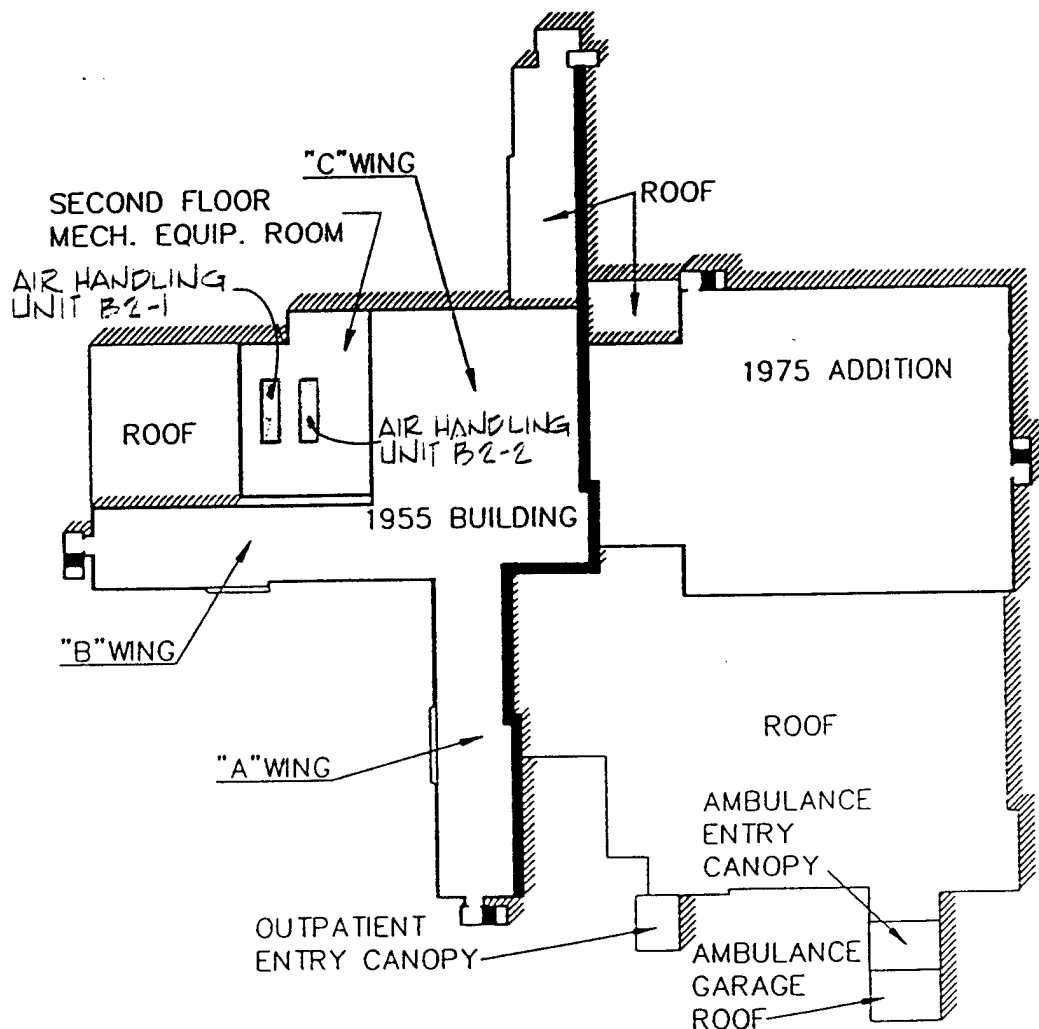 "C" WING
ROOF
SECOND FLOOR
MECH. EQUIP. ROOM
AIR HANDLING
UNIT B2-1
1975 ADDITION
ROOF
AIR HANDLING
UNIT B2-2
1955 BUILDING
"B" WING
ROOF
"A" WING
AMBULANCE
ENTRY
CANOPY
OUTPATIENT
ENTRY CANOPY
AMBULANCE
GARAGE
ROOF